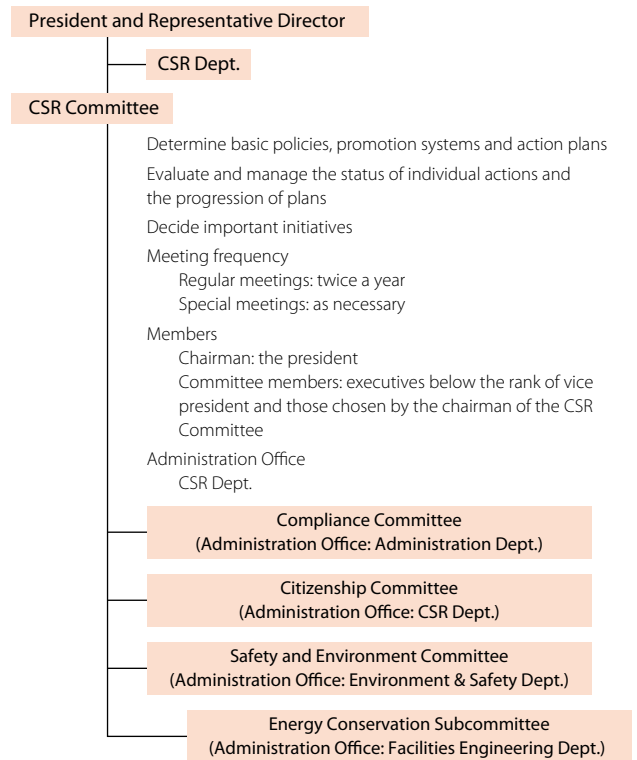 President and Representative Director
CSR Dept.
CSR Committee
Determine basic policies, promotion systems and action plans
Evaluate and manage the status of individual actions and
the progression of plans
Decide important initiatives
Meeting frequency
Regular meetings: twice a year
Special meetings: as necessary
Members
Chairman: the president
Committee members: executives below the rank of vice
president and those chosen by the chairman of the CSR
Committee
Administration Office
CSR Dept.
Compliance Committee
(Administration Office: Administration Dept.)
Citizenship Committee
(Administration Office: CSR Dept.)
Safety and Environment Committee
(Administration Office: Environment & Safety Dept.)
Energy Conservation Subcommittee
(Administration Office: Facilities Engineering Dept.)